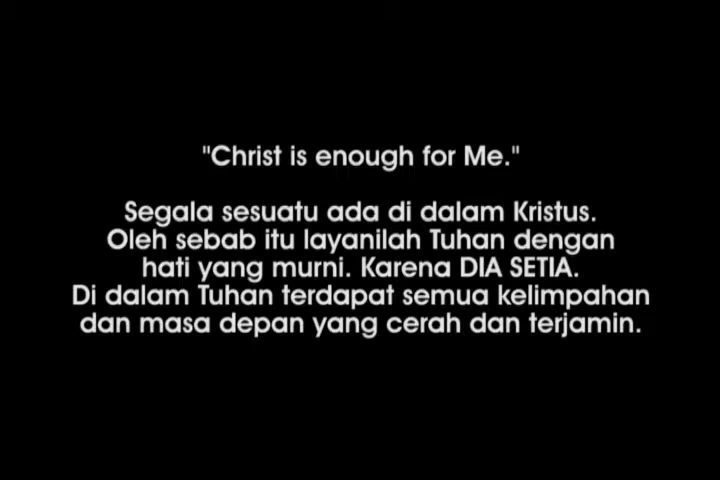 "Christ is enough for Me."
Segala sesuatu ada di dalam Kristus.
Oleh sebab itu layanilah Tuhan dengan
hati yang murni. Karena DIA SETIA.
Di dalam Tuhan terdapat semua kelimpahan
dan masa depan yang cerah dan terjamin.